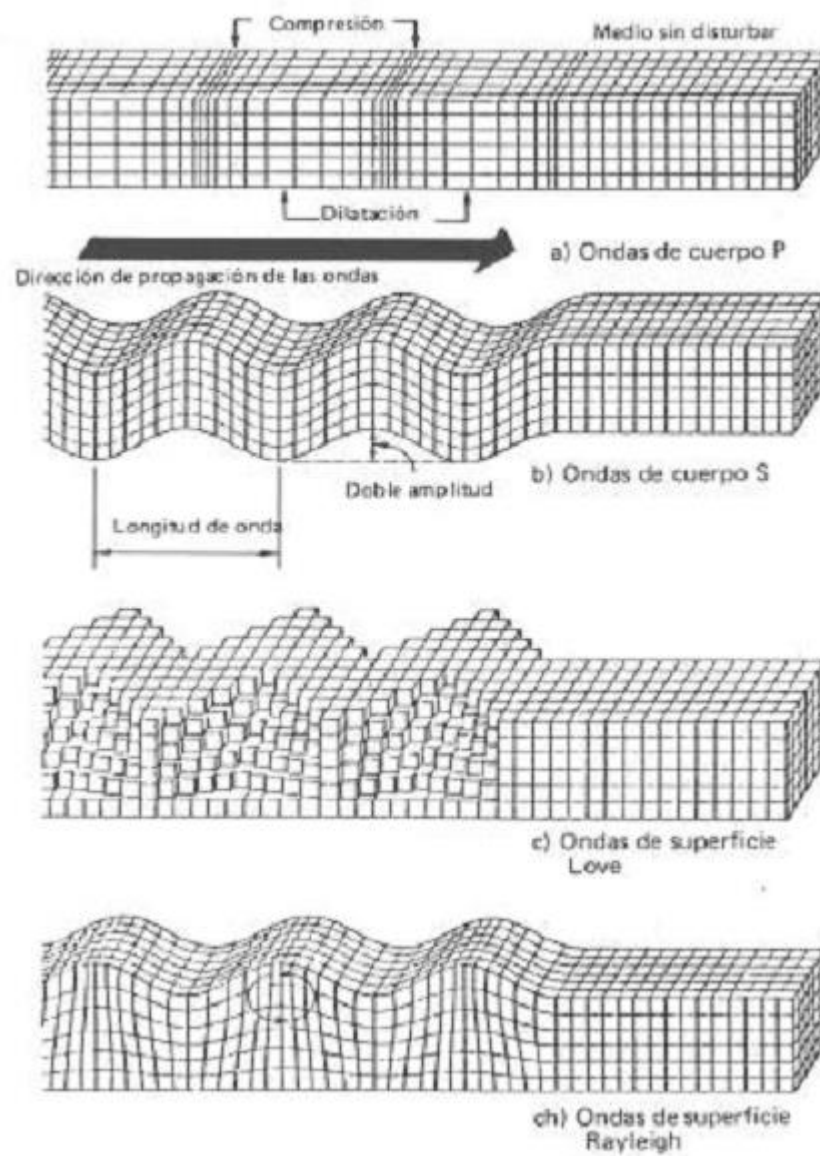 Compresión
Medio sin disturbar
Dilatación
a) Ondas de cuerpo P
Dirección de propagación de las ondas
b) Ondas de cuerpo S
Doble amplitud
Longitud de onda
c) Ondas de superficie
Love
ch) Ondas de superficie
Rayleigh